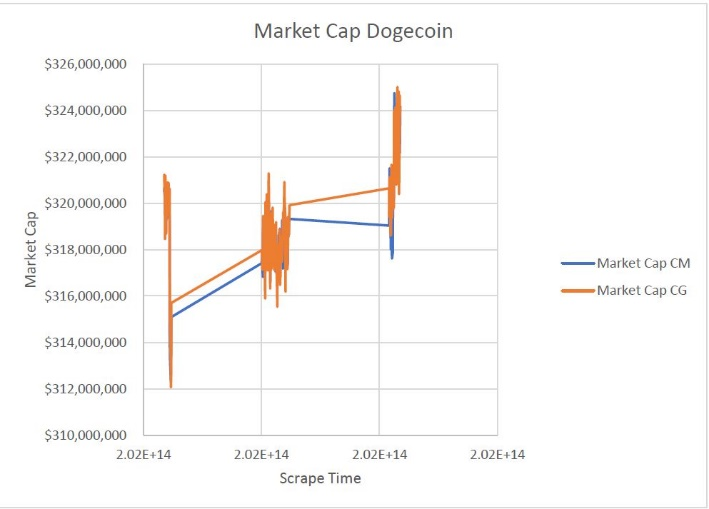 Market Cap Dogecoin
$326,000,000
$324,000,000
$322,000,000
$320,000,000
$318,000,000
$316,000,000
$314,000,000
$312,000,000
$310,000,000
Market Cap
2.02E+14 2.02E+14 2.02E+14 2.02E+14
Scrape Time
Market Cap CM
Market Cap CG